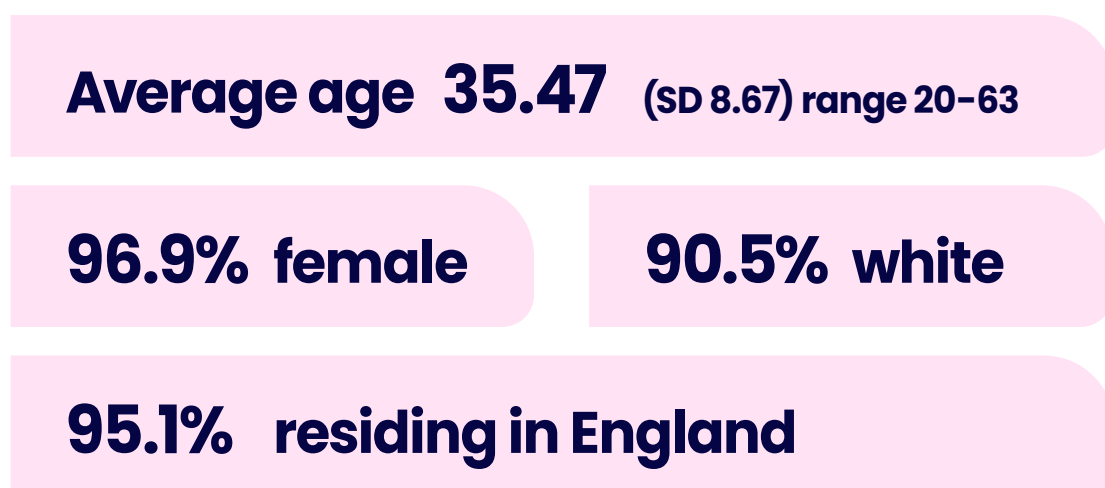 Average age 35.47 (SD 8.67) range 20-63
96.9% female
90.5% white
95.1% residing in England